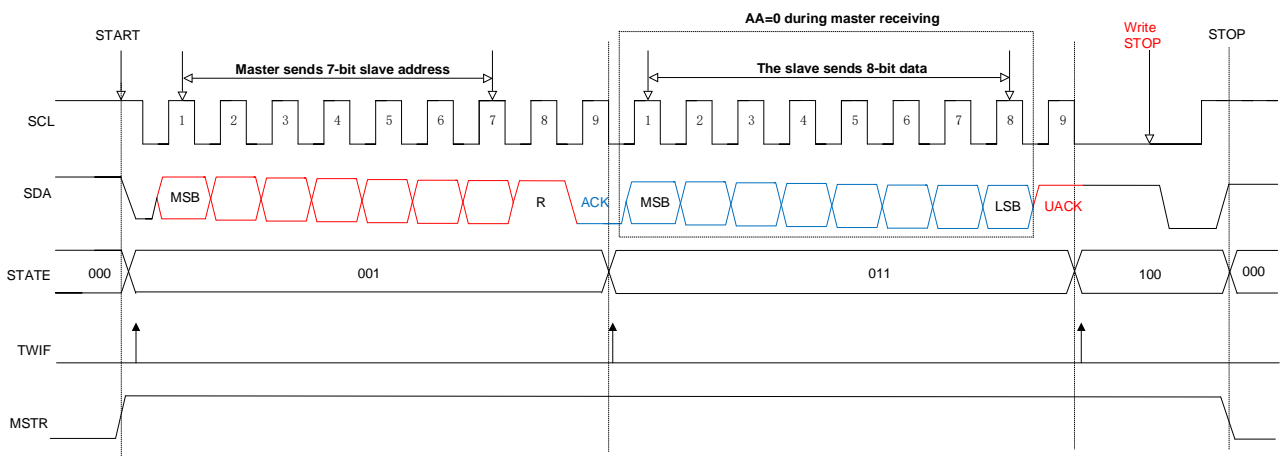 AA=0 during master receiving
START
Write
STOP
STOP
Master sends 7-bit slave address
The slave sends 8-bit data
SCL
1 2 3 4 5 6 7 8 9 1 2 3 4 5 6 7 8 9
SDA
MSB R ACK MSB LSB UACK
STATE
000 001 011 100 000
TWIF
MSTR